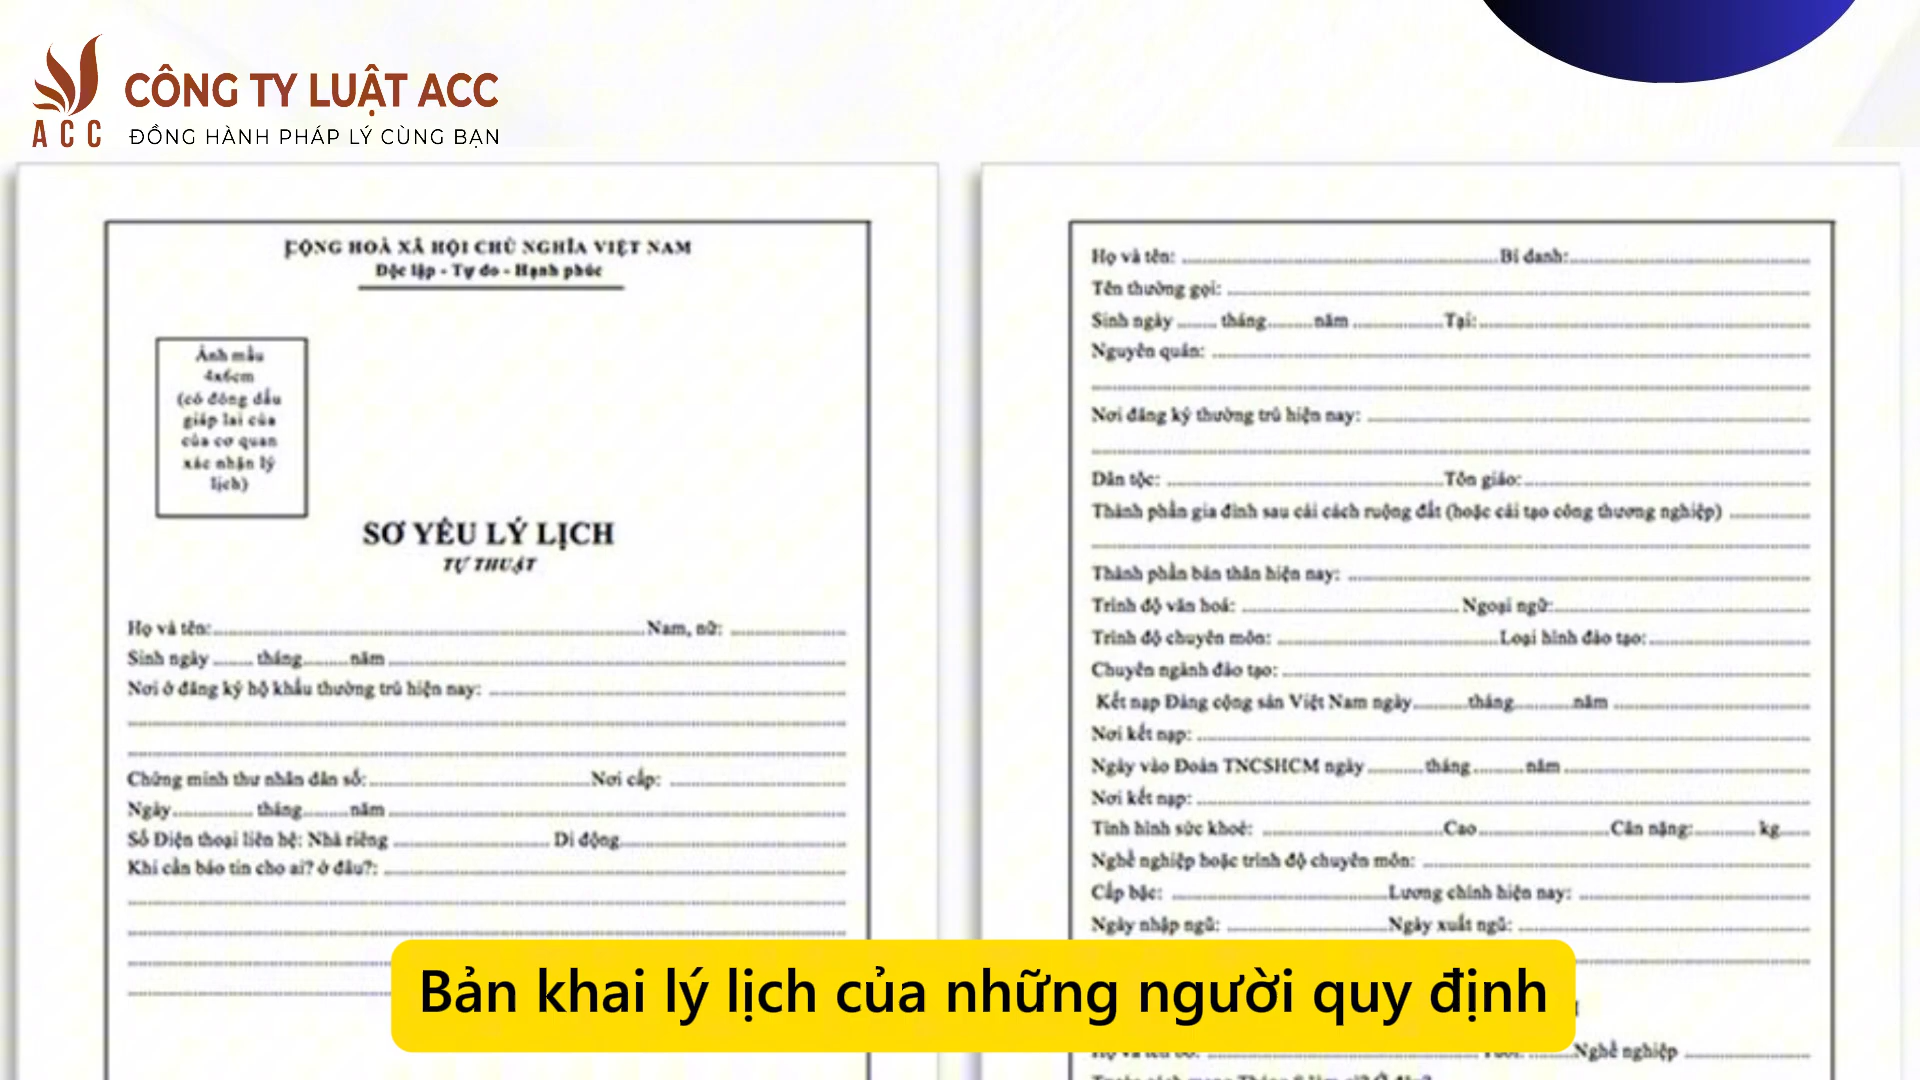 CÔNG TY LUẬT ACC
ACC
ĐỒNG HÀNH PHÁP LÝ CÙNG BẠN
CỘNG HOÀ XÃ HỘI CHỦ NGHĨA VIỆT NAM
Độc lập - Tự do - Hạnh phúc
Ảnh mầu
4x6cm
(có đóng dấu
giáp lai của
của cơ quan
xác nhận lý
lịch)
SƠ YẾU LÝ LỊCH
TỰ THUẬT
Họ và tên: Nam, nữ:
Sinh ngày tháng năm
Nơi ở đăng ký hộ khẩu thường trú hiện nay:
Chứng minh thư nhân dân số: Nơi cấp:
Ngày tháng năm
Số Điện thoại liên hệ: Nhà riêng Di động
Khi cần báo tin cho ai? ở đâu?:
Họ và tên: Bí danh:
Tên thường gọi:
Sinh ngày tháng năm Tại:
Nguyên quán:
Nơi đăng ký thường trú hiện nay:
Dân tộc: Tôn giáo:
Thành phần gia đình sau cải cách ruộng đất (hoặc cải tạo công thương nghiệp)
Thành phần bản thân hiện nay:
Trình độ văn hoá: Ngoại ngữ:
Trình độ chuyên môn: Loại hình đào tạo:
Chuyên ngành đào tạo:
Kết nạp Đảng cộng sản Việt Nam ngày tháng năm
Nơi kết nạp:
Ngày vào Đoàn TNCSHCM ngày tháng năm
Nơi kết nạp:
Tình hình sức khoẻ: Cao Cân nặng: kg
Nghề nghiệp hoặc trình độ chuyên môn:
Cấp bậc: Lương chính hiện nay:
Ngày nhập ngũ: Ngày xuất ngũ:
Bản khai lý lịch của những người quy định
Nghề nghiệp